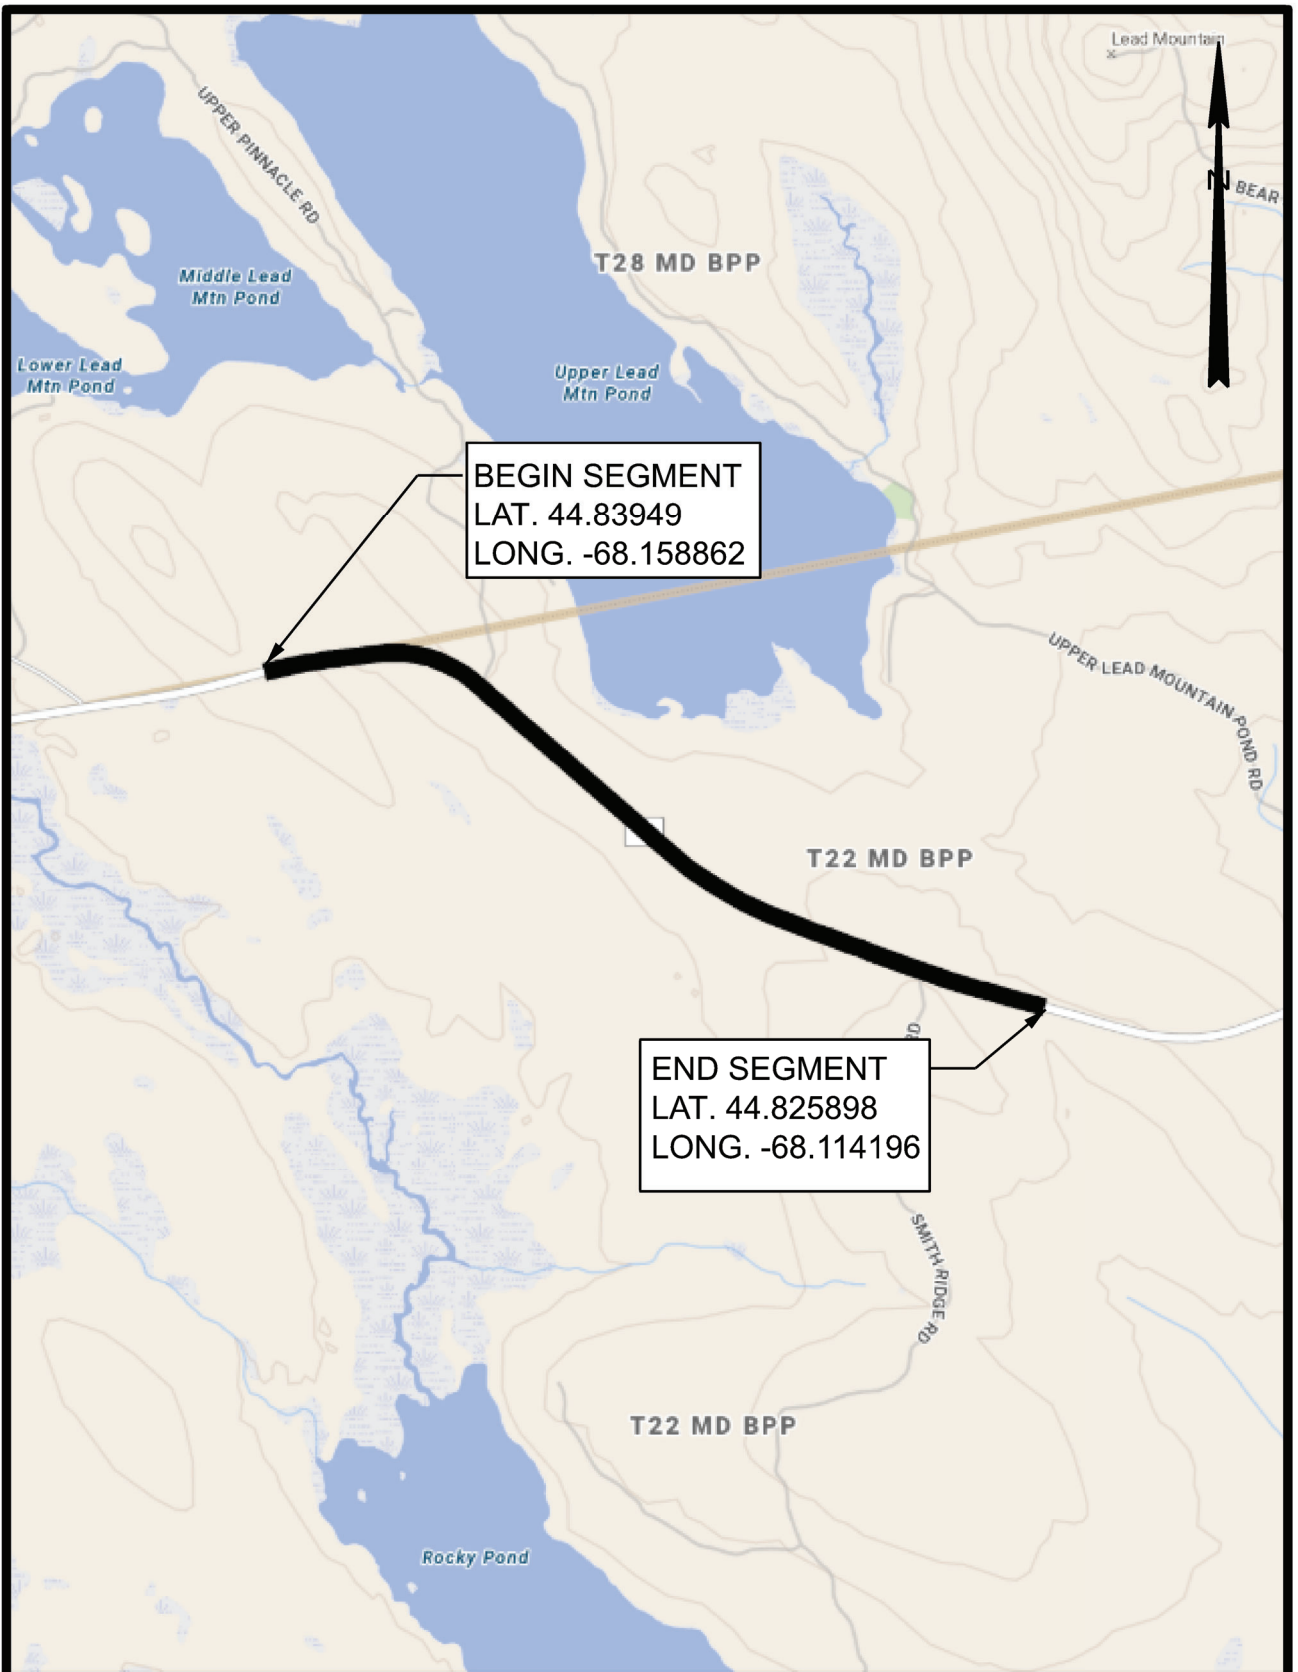 Lead Mountain
UPPER PINNACLE RD
N
BEAR
T28 MD BPP
Middle Lead
Mtn Pond
Lower Lead
Mtn Pond
Upper Lead
Mtn Pond
BEGIN SEGMENT
LAT. 44.83949
LONG. -68.158862
UPPER LEAD MOUNTAIN POND RD
T22 MD BPP
RD
END SEGMENT
LAT. 44.825898
LONG. -68.114196
SMITH RIDGE RD
T22 MD BPP
Rocky Pond